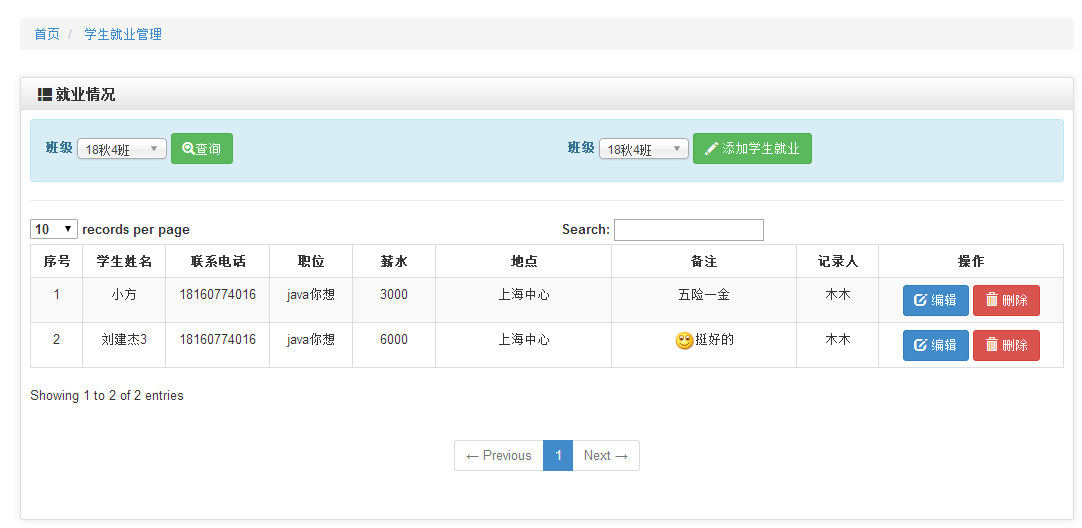 首页 / 学生就业管理
就业情况
班级 18秋4班 查询 班级 18秋4班 添加学生就业
10 records per page Search:
序号 学生姓名 联系电话 职位 薪水 地点 备注 记录人 操作
1 小方 18160774016 java你想 3000 上海中心 五险一金 木木 编辑 删除
2 刘建杰3 18160774016 java你想 6000 上海中心 挺好的 木木 编辑 删除
Showing 1 to 2 of 2 entries
← Previous 1 Next →